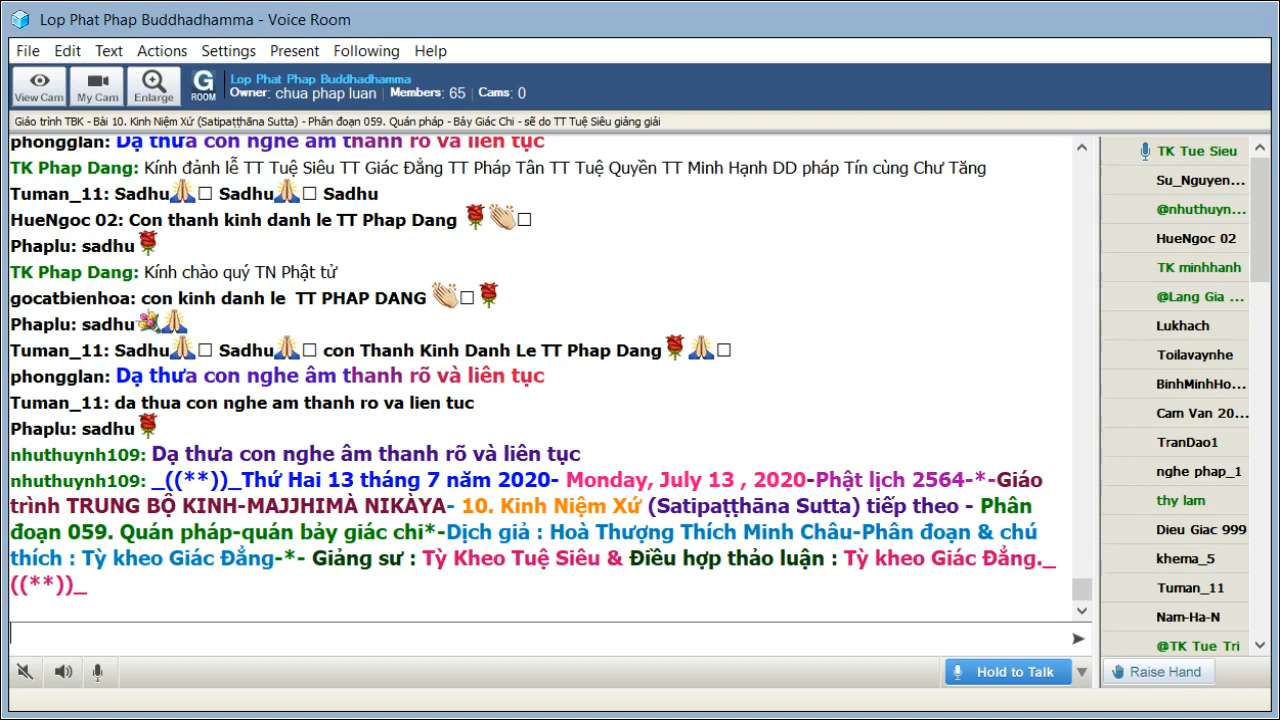 Lop Phat Phap Buddhadhamma - Voice Room
File Edit Text Actions Settings Present Following Help
View Cam My Cam Enlarge G ROOM
Lop Phat Phap Buddhadhamma
Owner: chua phap luan Members: 65 Cams: 0
Giáo trình TBK - Bài 10. Kinh Niệm Xứ (Satipaṭṭhāna Sutta) - Phân đoạn 059. Quán pháp - Bảy Giác Chi - sẽ do TT Tuệ Siêu giảng giải
phongglan: Dạ thưa con nghe âm thanh rõ và liên tục
TK Phap Dang: Kính đảnh lễ TT Tuệ Siêu TT Giác Đẳng TT Pháp Tân TT Tuệ Quyền TT Minh Hạnh DD pháp Tín cùng Chư Tăng
Tuman_11: Sadhu🙏□ Sadhu🙏□ Sadhu
HueNgoc 02: Con thanh kinh danh le TT Phap Dang 🌹👏□
Phaplu: sadhu🌹
TK Phap Dang: Kính chào quý TN Phật tử
gocatbienhoa: con kinh danh le TT PHAP DANG 👏□🌹
Phaplu: sadhu💐🙏
Tuman_11: Sadhu🙏□ Sadhu🙏□ con Thanh Kinh Danh Le TT Phap Dang🌹🙏□
phongglan: Dạ thưa con nghe âm thanh rõ và liên tục
Tuman_11: da thua con nghe am thanh ro va lien tuc
Phaplu: sadhu🌹
nhuthuynh109: Dạ thưa con nghe âm thanh rõ và liên tục
nhuthuynh109: _((**))_Thứ Hai 13 tháng 7 năm 2020- Monday, July 13 , 2020-Phật lịch 2564-*-Giáo
trình TRUNG BỘ KINH-MAJJHIMÀ NIKÀYA- 10. Kinh Niệm Xứ (Satipaṭṭhāna Sutta) tiếp theo - Phân
đoạn 059. Quán pháp-quán bảy giác chi*-Dịch giả : Hoà Thượng Thích Minh Châu-Phân đoạn & chú
thích : Tỳ kheo Giác Đẳng-*- Giảng sư : Tỳ Kheo Tuệ Siêu & Điều hợp thảo luận : Tỳ kheo Giác Đẳng._
((**))_
TK Tue Sieu
Su_Nguyen...
@nhuthuyn...
HueNgoc 02
TK minhhanh
@Lang Gia ...
Lukhach
Toilavaynhe
BinhMinhHo...
Cam Van 20...
TranDao1
nghe phap_1
thy lam
Dieu Giac 999
khema_5
Tuman_11
Nam-Ha-N
@TK Tue Tri
Hold to Talk
Raise Hand